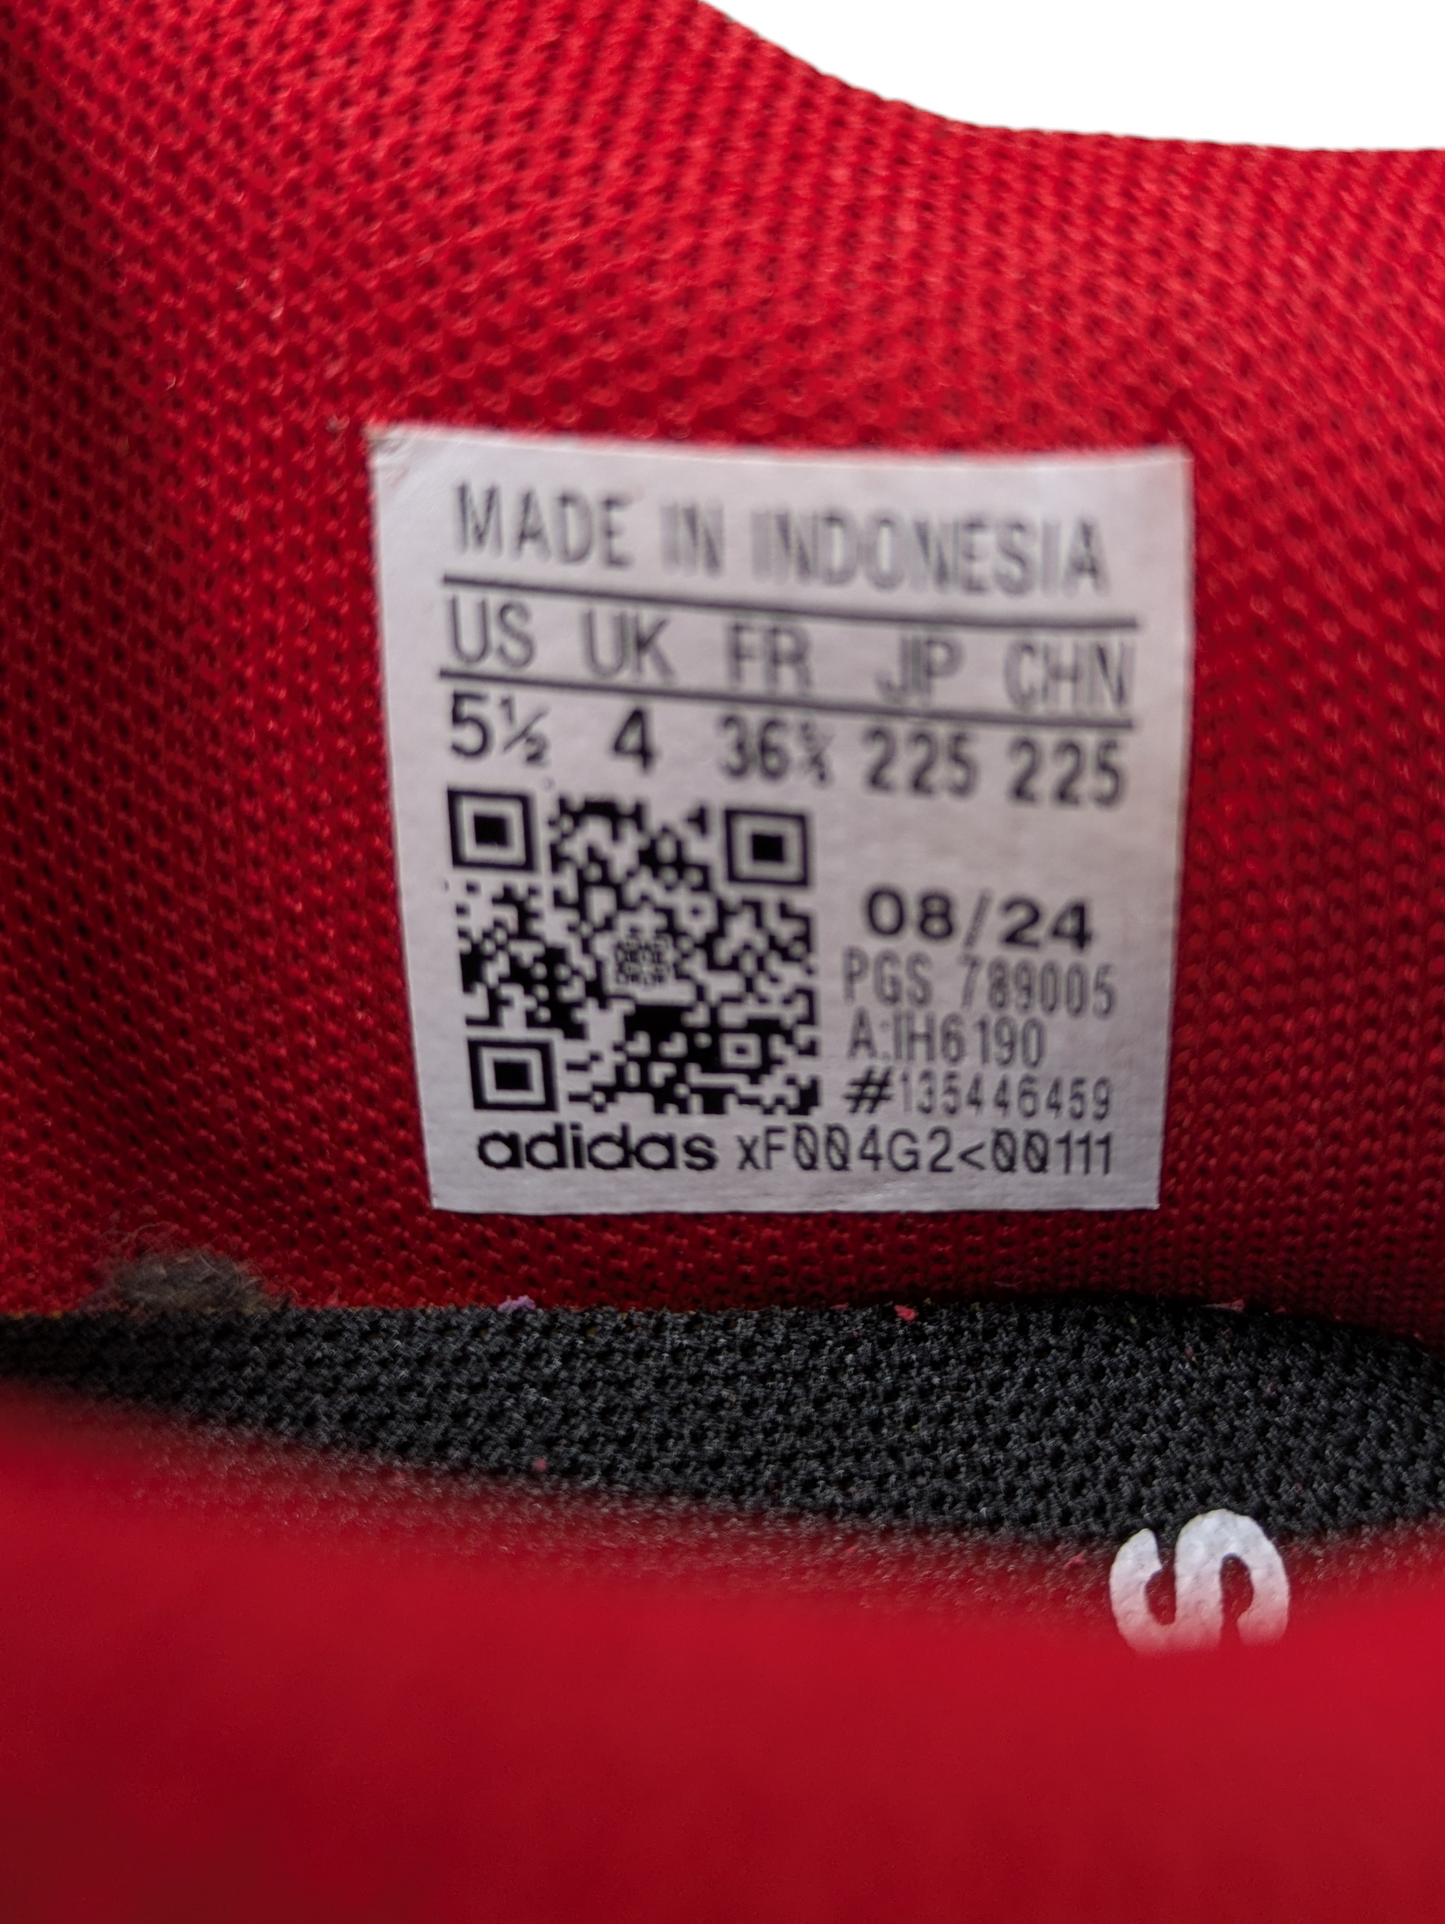 MADE IN INDONESIA
US UK FR JP CHN
5½ 4 36⅔ 225 225
08/24
PGS 789005
A:IH6190
#135446459
adidas xF004G2<00111
S